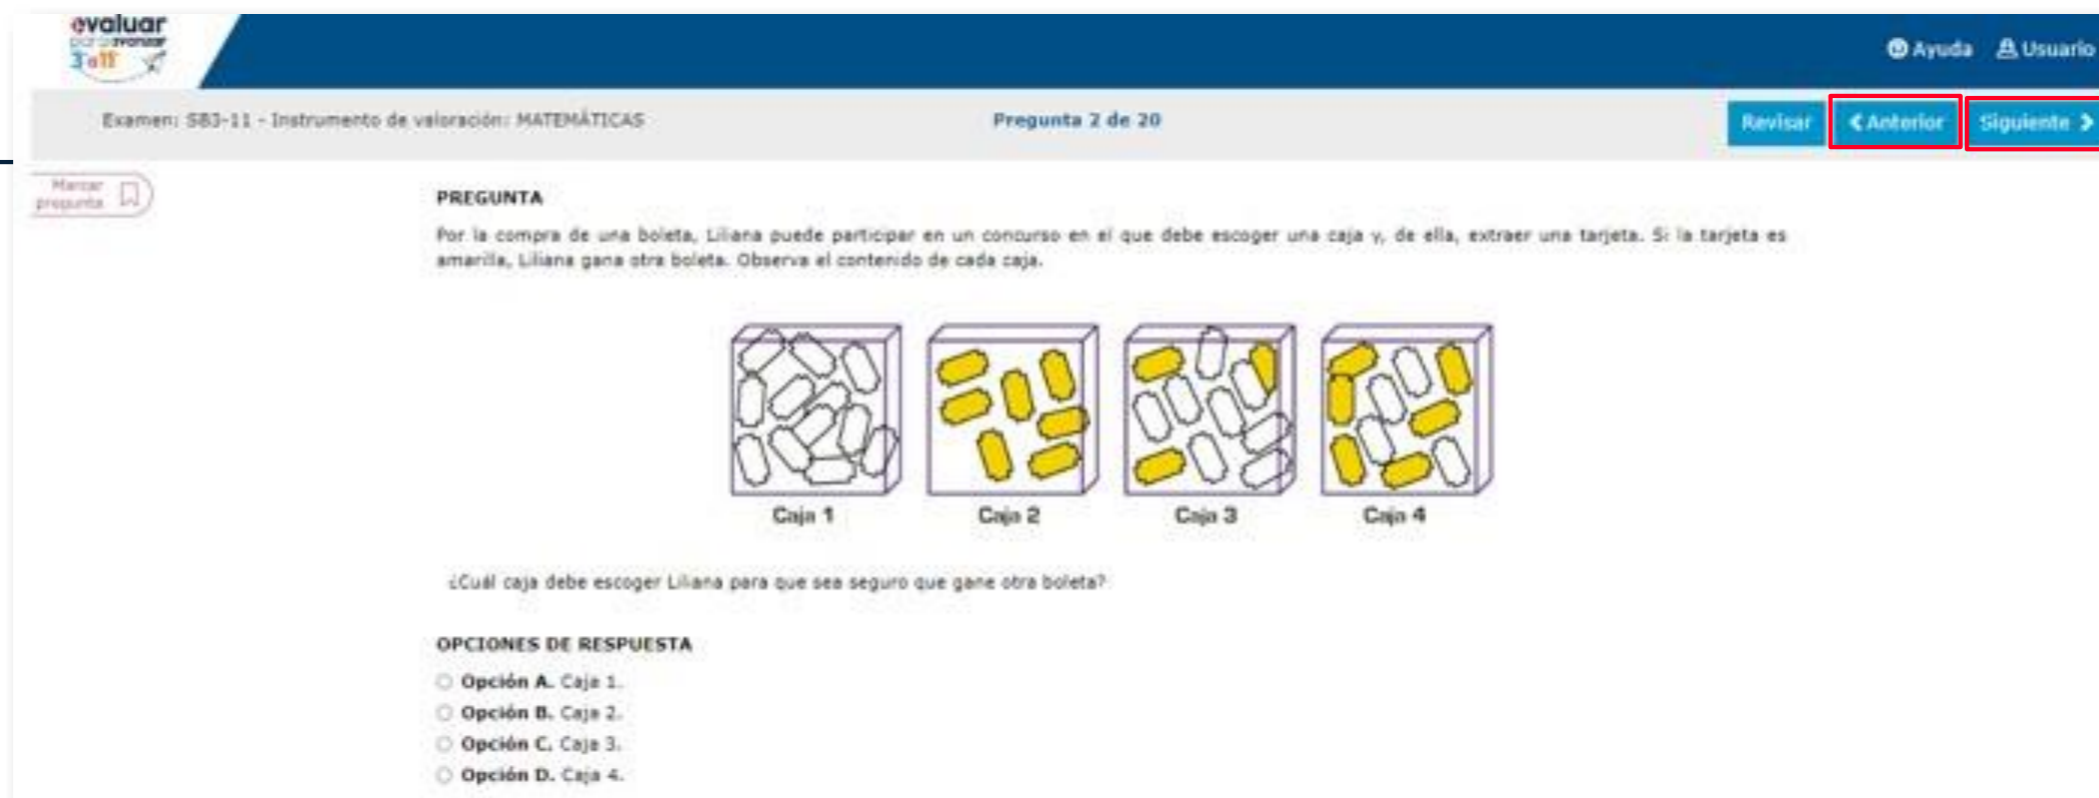 evaluar
para avanzar
3°a11°
Ayuda Usuario
Examen: SB3-11 - Instrumento de valoración: MATEMÁTICAS
Pregunta 2 de 20
Revisar Anterior Siguiente
Marcar
pregunta
PREGUNTA
Por la compra de una boleta, Liliana puede participar en un concurso en el que debe escoger una caja y, de ella, extraer una tarjeta. Si la tarjeta es
amarilla, Liliana gana otra boleta. Observa el contenido de cada caja.
Caja 1 Caja 2 Caja 3 Caja 4
¿Cuál caja debe escoger Liliana para que sea seguro que gane otra boleta?
OPCIONES DE RESPUESTA
Opción A. Caja 1.
Opción B. Caja 2.
Opción C. Caja 3.
Opción D. Caja 4.